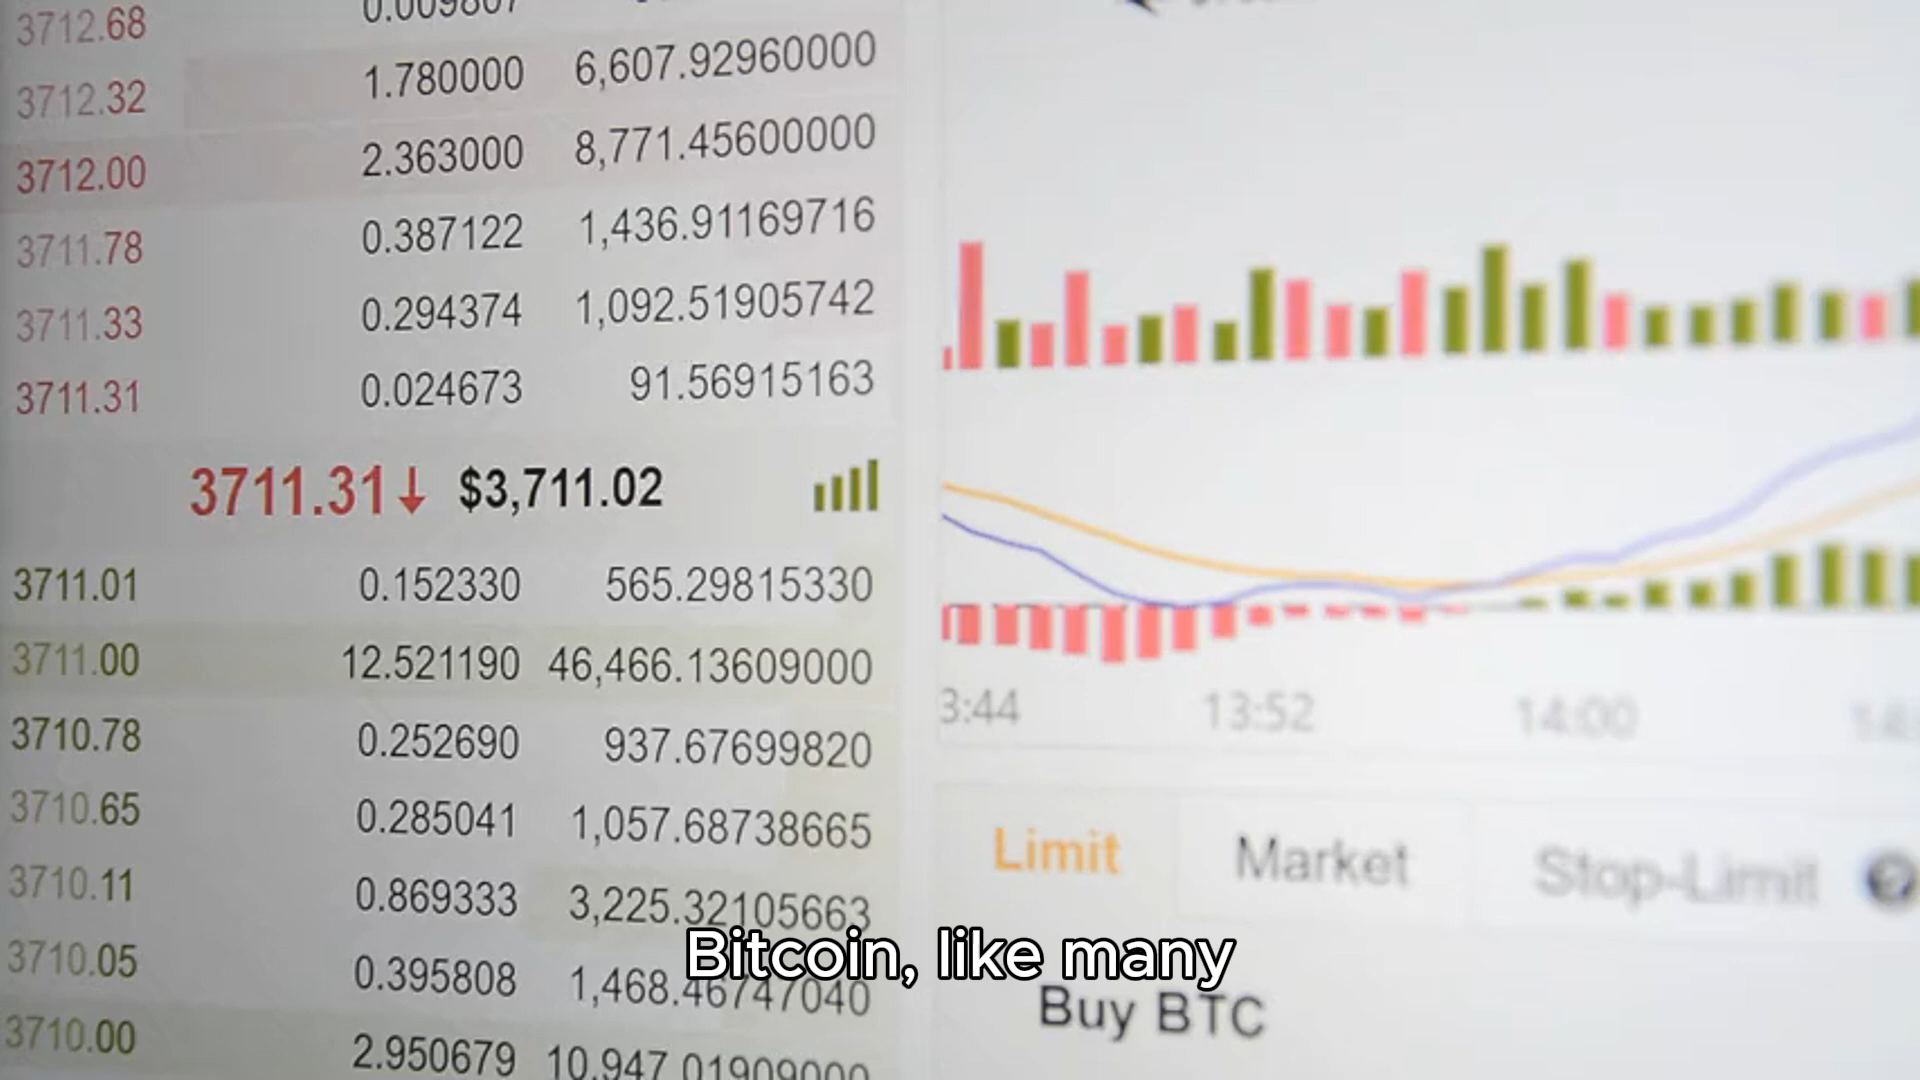 3712.68
3712.32 1.780000 6,607.92960000
3712.00 2.363000 8,771.45600000
3711.78 0.387122 1,436.91169716
3711.33 0.294374 1,092.51905742
3711.31 0.024673 91.56915163
3711.31↓ $3,711.02
3711.01 0.152330 565.29815330
3711.00 12.521190 46,466.13609000
3710.78 0.252690 937.67699820
3710.65 0.285041 1,057.68738665
3710.11 0.869333 3,225.32105663
3710.05 0.395808 1,468.46747040
3710.00 2.950679 10,947.01909000
3:44 13:52 14:00
Limit Market Stop-Limit
Buy BTC
Bitcoin, like many